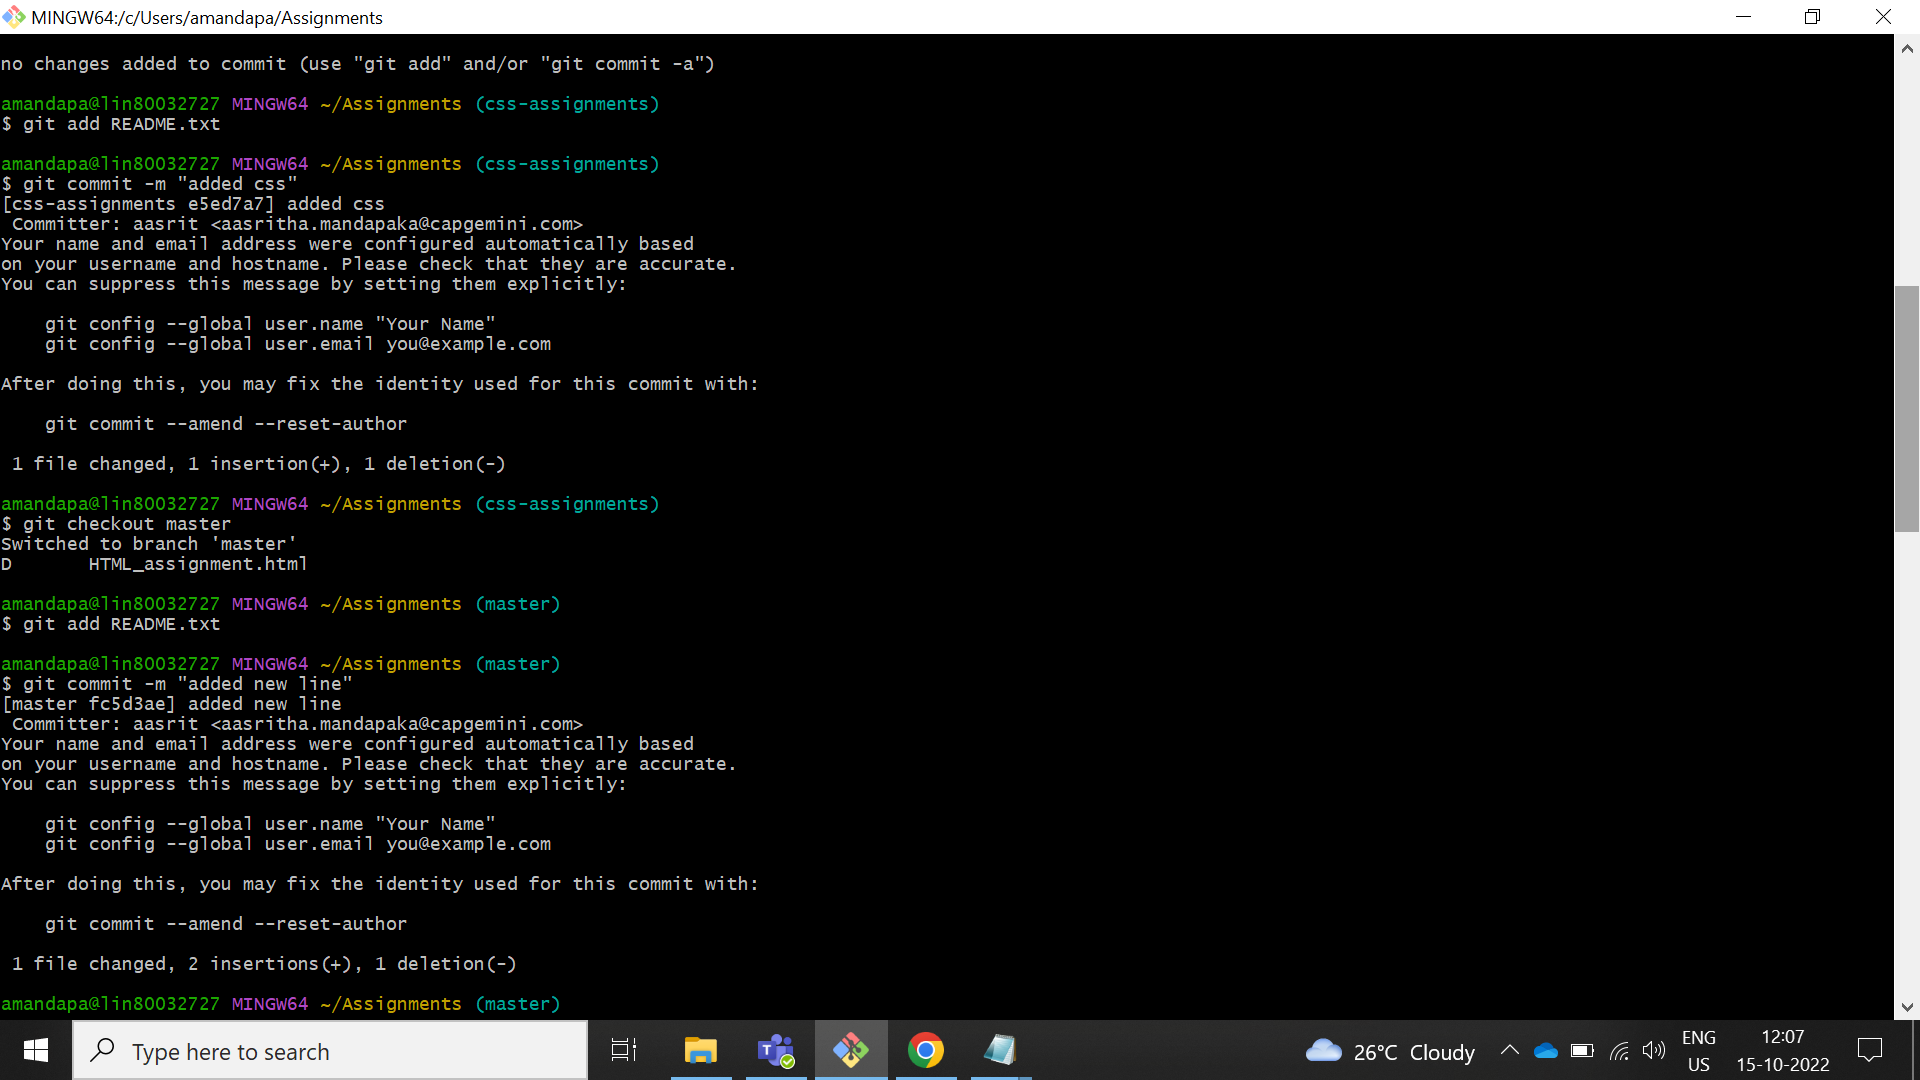 MINGW64:/c/Users/amandapa/Assignments
no changes added to commit (use "git add" and/or "git commit -a")
amandapa@lin80032727 MINGW64 ~/Assignments (css-assignments)
$ git add README.txt
amandapa@lin80032727 MINGW64 ~/Assignments (css-assignments)
$ git commit -m "added css"
[css-assignments e5ed7a7] added css
 Committer: aasrit <aasritha.mandapaka@capgemini.com>
Your name and email address were configured automatically based
on your username and hostname. Please check that they are accurate.
You can suppress this message by setting them explicitly:
    git config --global user.name "Your Name"
    git config --global user.email you@example.com
After doing this, you may fix the identity used for this commit with:
    git commit --amend --reset-author
 1 file changed, 1 insertion(+), 1 deletion(-)
amandapa@lin80032727 MINGW64 ~/Assignments (css-assignments)
$ git checkout master
Switched to branch 'master'
D       HTML_assignment.html
amandapa@lin80032727 MINGW64 ~/Assignments (master)
$ git add README.txt
amandapa@lin80032727 MINGW64 ~/Assignments (master)
$ git commit -m "added new line"
[master fc5d3ae] added new line
 Committer: aasrit <aasritha.mandapaka@capgemini.com>
Your name and email address were configured automatically based
on your username and hostname. Please check that they are accurate.
You can suppress this message by setting them explicitly:
    git config --global user.name "Your Name"
    git config --global user.email you@example.com
After doing this, you may fix the identity used for this commit with:
    git commit --amend --reset-author
 1 file changed, 2 insertions(+), 1 deletion(-)
amandapa@lin80032727 MINGW64 ~/Assignments (master)
Type here to search
26°C Cloudy
ENG
US
12:07
15-10-2022